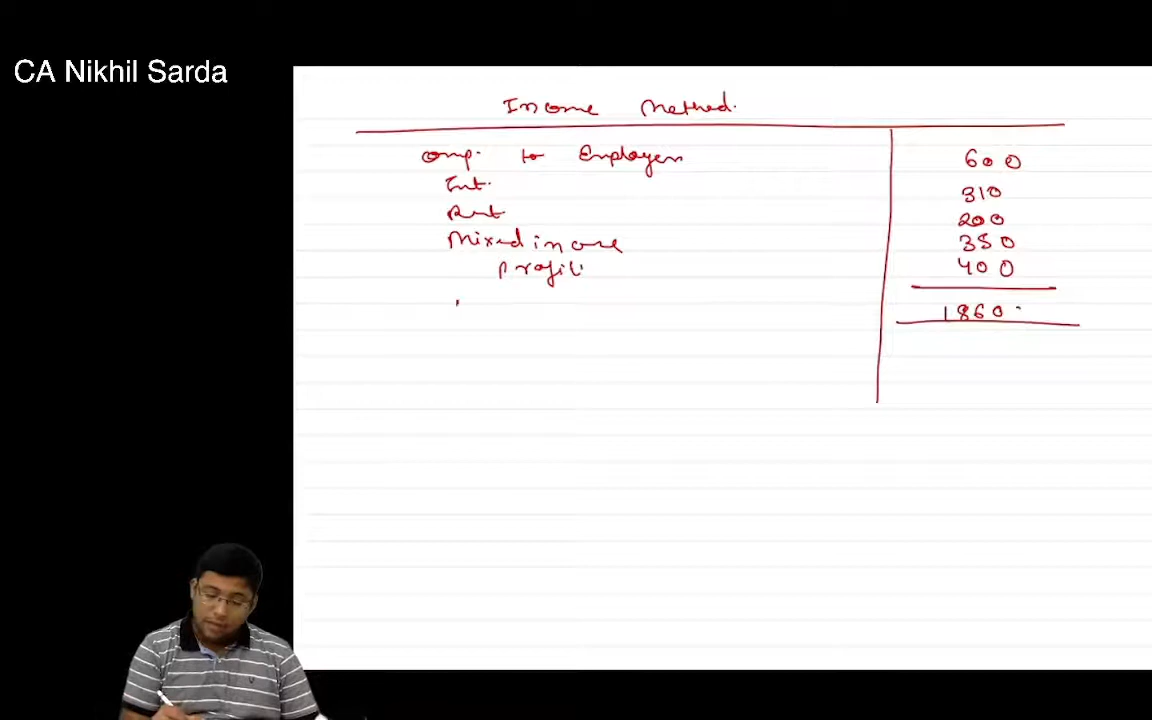 CA Nikhil Sarda
Income Method.
Comp. to Employees 600
Int. 310
Rent 200
Mixed income 350
Profit 400
1860